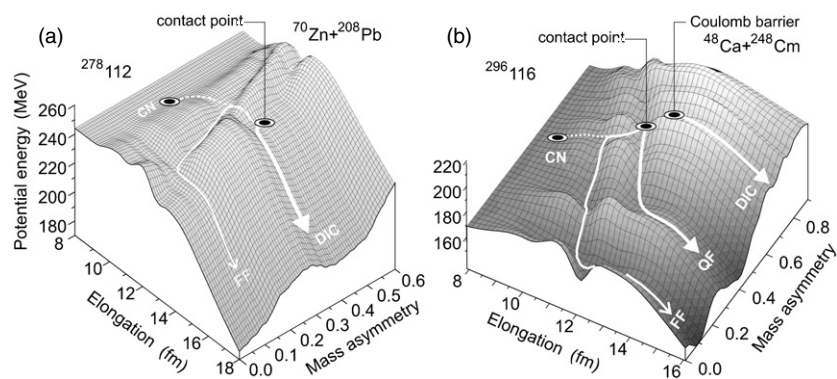 (a)
contact point
⁷⁰Zn+²⁰⁸Pb
²⁷⁸112
CN
Potential energy (MeV)
260
240
220
200
180
FF
DIC
8
10
12
14
16
18
Elongation (fm)
0.0
0.1
0.2
0.3
0.4
0.5
0.6
Mass asymmetry
(b)
Coulomb barrier
contact point
⁴⁸Ca+²⁴⁸Cm
²⁹⁶116
CN
220
200
180
160
DIC
QF
FF
8
10
12
14
16
Elongation (fm)
0.0
0.2
0.4
0.6
0.8
Mass asymmetry